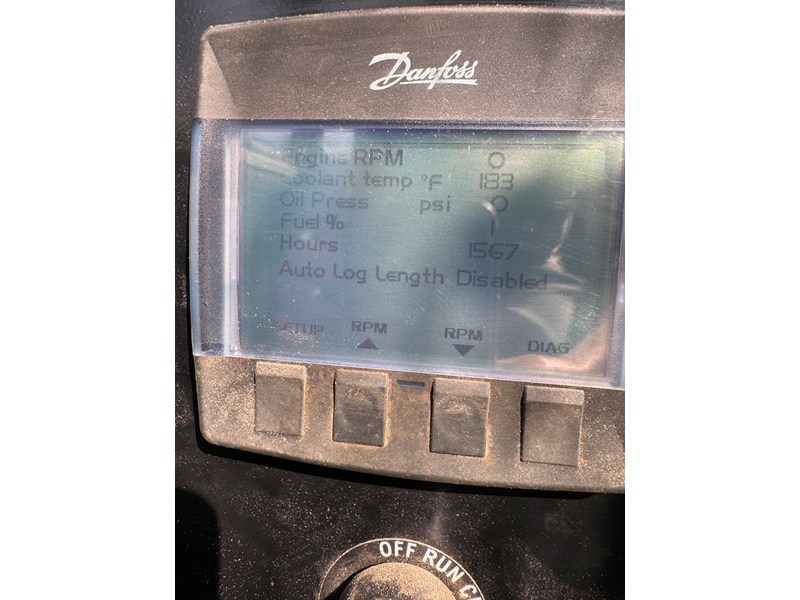 Danfoss
Engine RPM 0
Coolant temp °F 183
Oil Press psi 0
Fuel % 1
Hours 1567
Auto Log Length Disabled
SETUP RPM RPM DIAG
OFF RUN